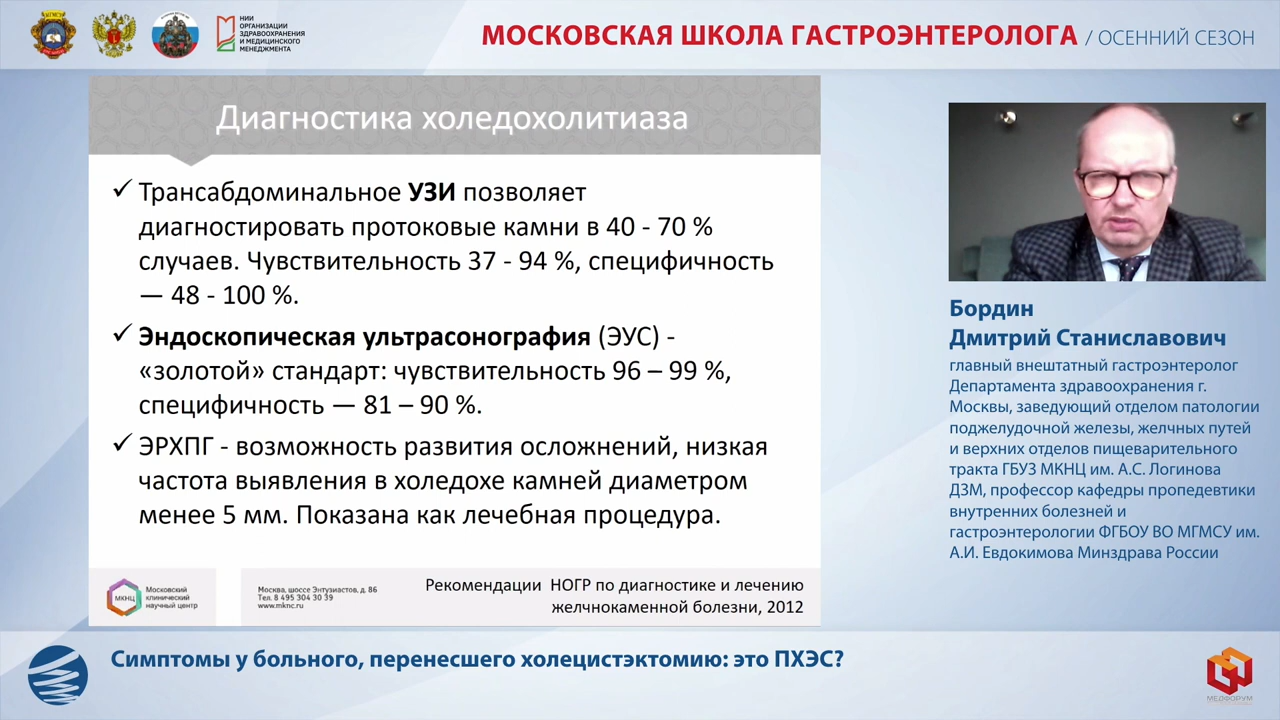 НИИ
ОРГАНИЗАЦИИ
ЗДРАВООХРАНЕНИЯ
И МЕДИЦИНСКОГО
МЕНЕДЖМЕНТА
МОСКОВСКАЯ ШКОЛА ГАСТРОЭНТЕРОЛОГА / ОСЕННИЙ СЕЗОН
Диагностика холедохолитиаза
✓ Трансабдоминальное УЗИ позволяет
диагностировать протоковые камни в 40 - 70 %
случаев. Чувствительность 37 - 94 %, специфичность
— 48 - 100 %.
✓ Эндоскопическая ультрасонография (ЭУС) -
«золотой» стандарт: чувствительность 96 – 99 %,
специфичность — 81 – 90 %.
✓ ЭРХПГ - возможность развития осложнений, низкая
частота выявления в холедохе камней диаметром
менее 5 мм. Показана как лечебная процедура.
МКНЦ
Московский
клинический
научный центр
Москва, шоссе Энтузиастов, д. 86
Тел. 8 495 304 30 39
www.mknc.ru
Рекомендации НОГР по диагностике и лечению
желчнокаменной болезни, 2012
Бордин
Дмитрий Станиславович
главный внештатный гастроэнтеролог
Департамента здравоохранения г.
Москвы, заведующий отделом патологии
поджелудочной железы, желчных путей
и верхних отделов пищеварительного
тракта ГБУЗ МКНЦ им. А.С. Логинова
ДЗМ, профессор кафедры пропедевтики
внутренних болезней и
гастроэнтерологии ФГБОУ ВО МГМСУ им.
А.И. Евдокимова Минздрава России
Симптомы у больного, перенесшего холецистэктомию: это ПХЭС?
МЕДФОРУМ